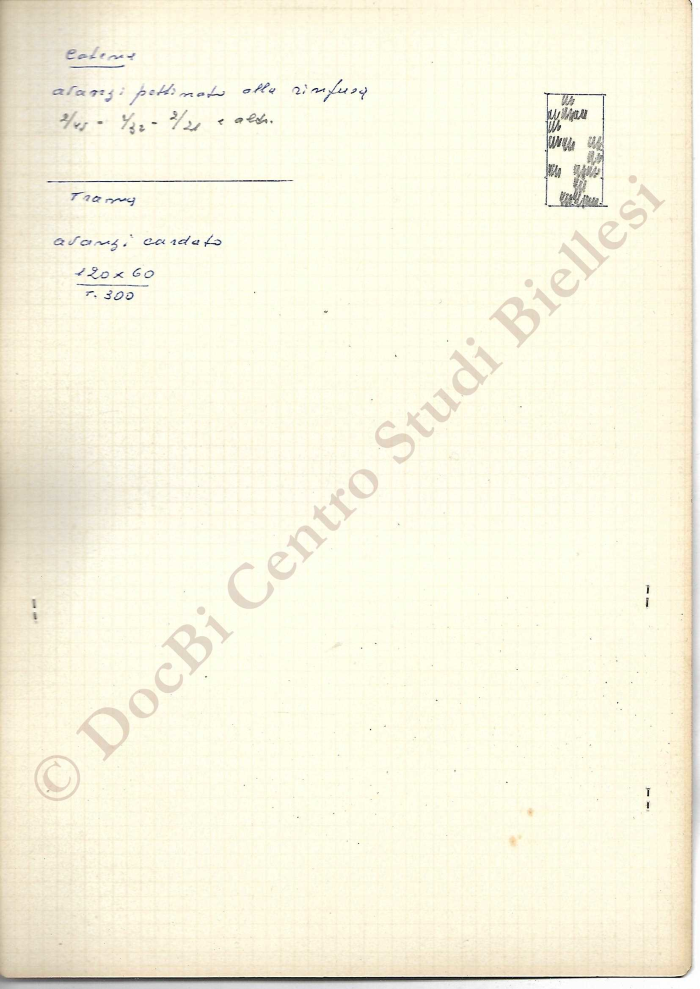 Catena
avanzi pettinato alla rinfusa
2/45 - 4/32 - 2/21 e altri.
Trama
avanzi cardato
120 x 60
T. 300
© DocBi Centro Studi Biellesi